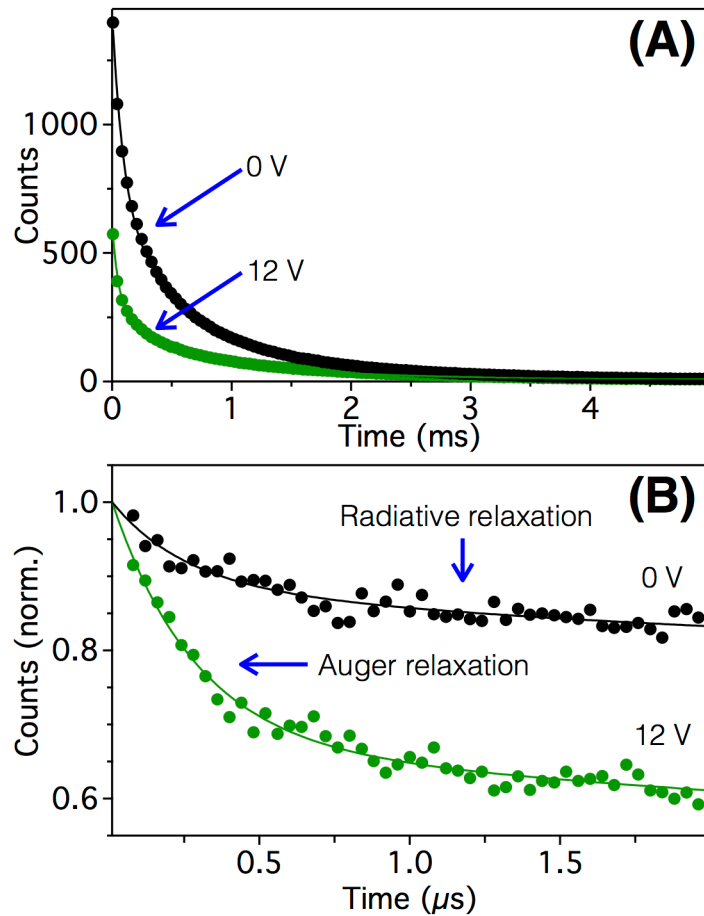 (A)
1000
500
0
Counts
0 V
12 V
0 1 2 3 4
Time (ms)
(B)
1.0
0.8
0.6
Counts (norm.)
Radiative relaxation
0 V
Auger relaxation
12 V
0.5 1.0 1.5
Time (μs)